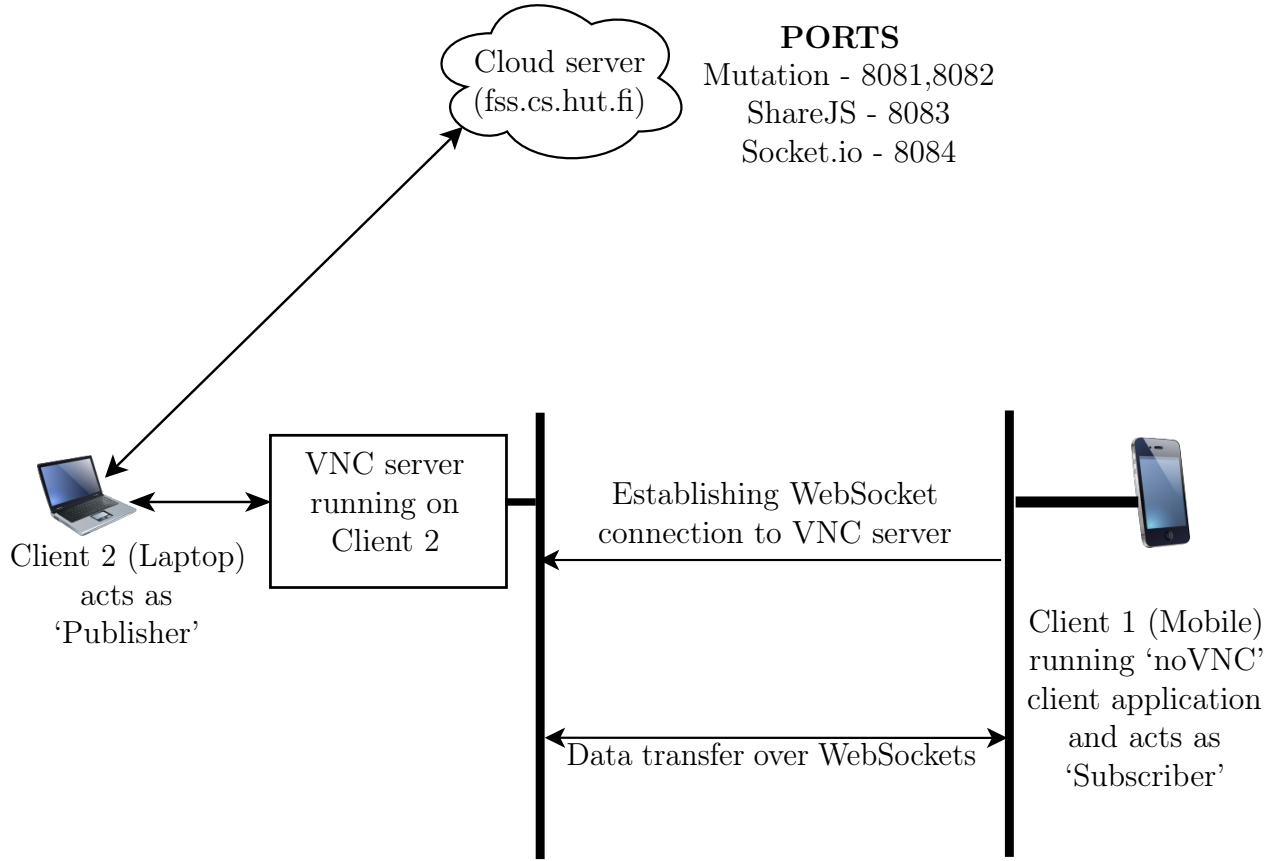 Cloud server
(fss.cs.hut.fi)
PORTS
Mutation - 8081,8082
ShareJS - 8083
Socket.io - 8084
VNC server
running on
Client 2
Establishing WebSocket
connection to VNC server
Client 2 (Laptop)
acts as
‘Publisher’
Client 1 (Mobile)
running ‘noVNC’
client application
and acts as
‘Subscriber’
Data transfer over WebSockets